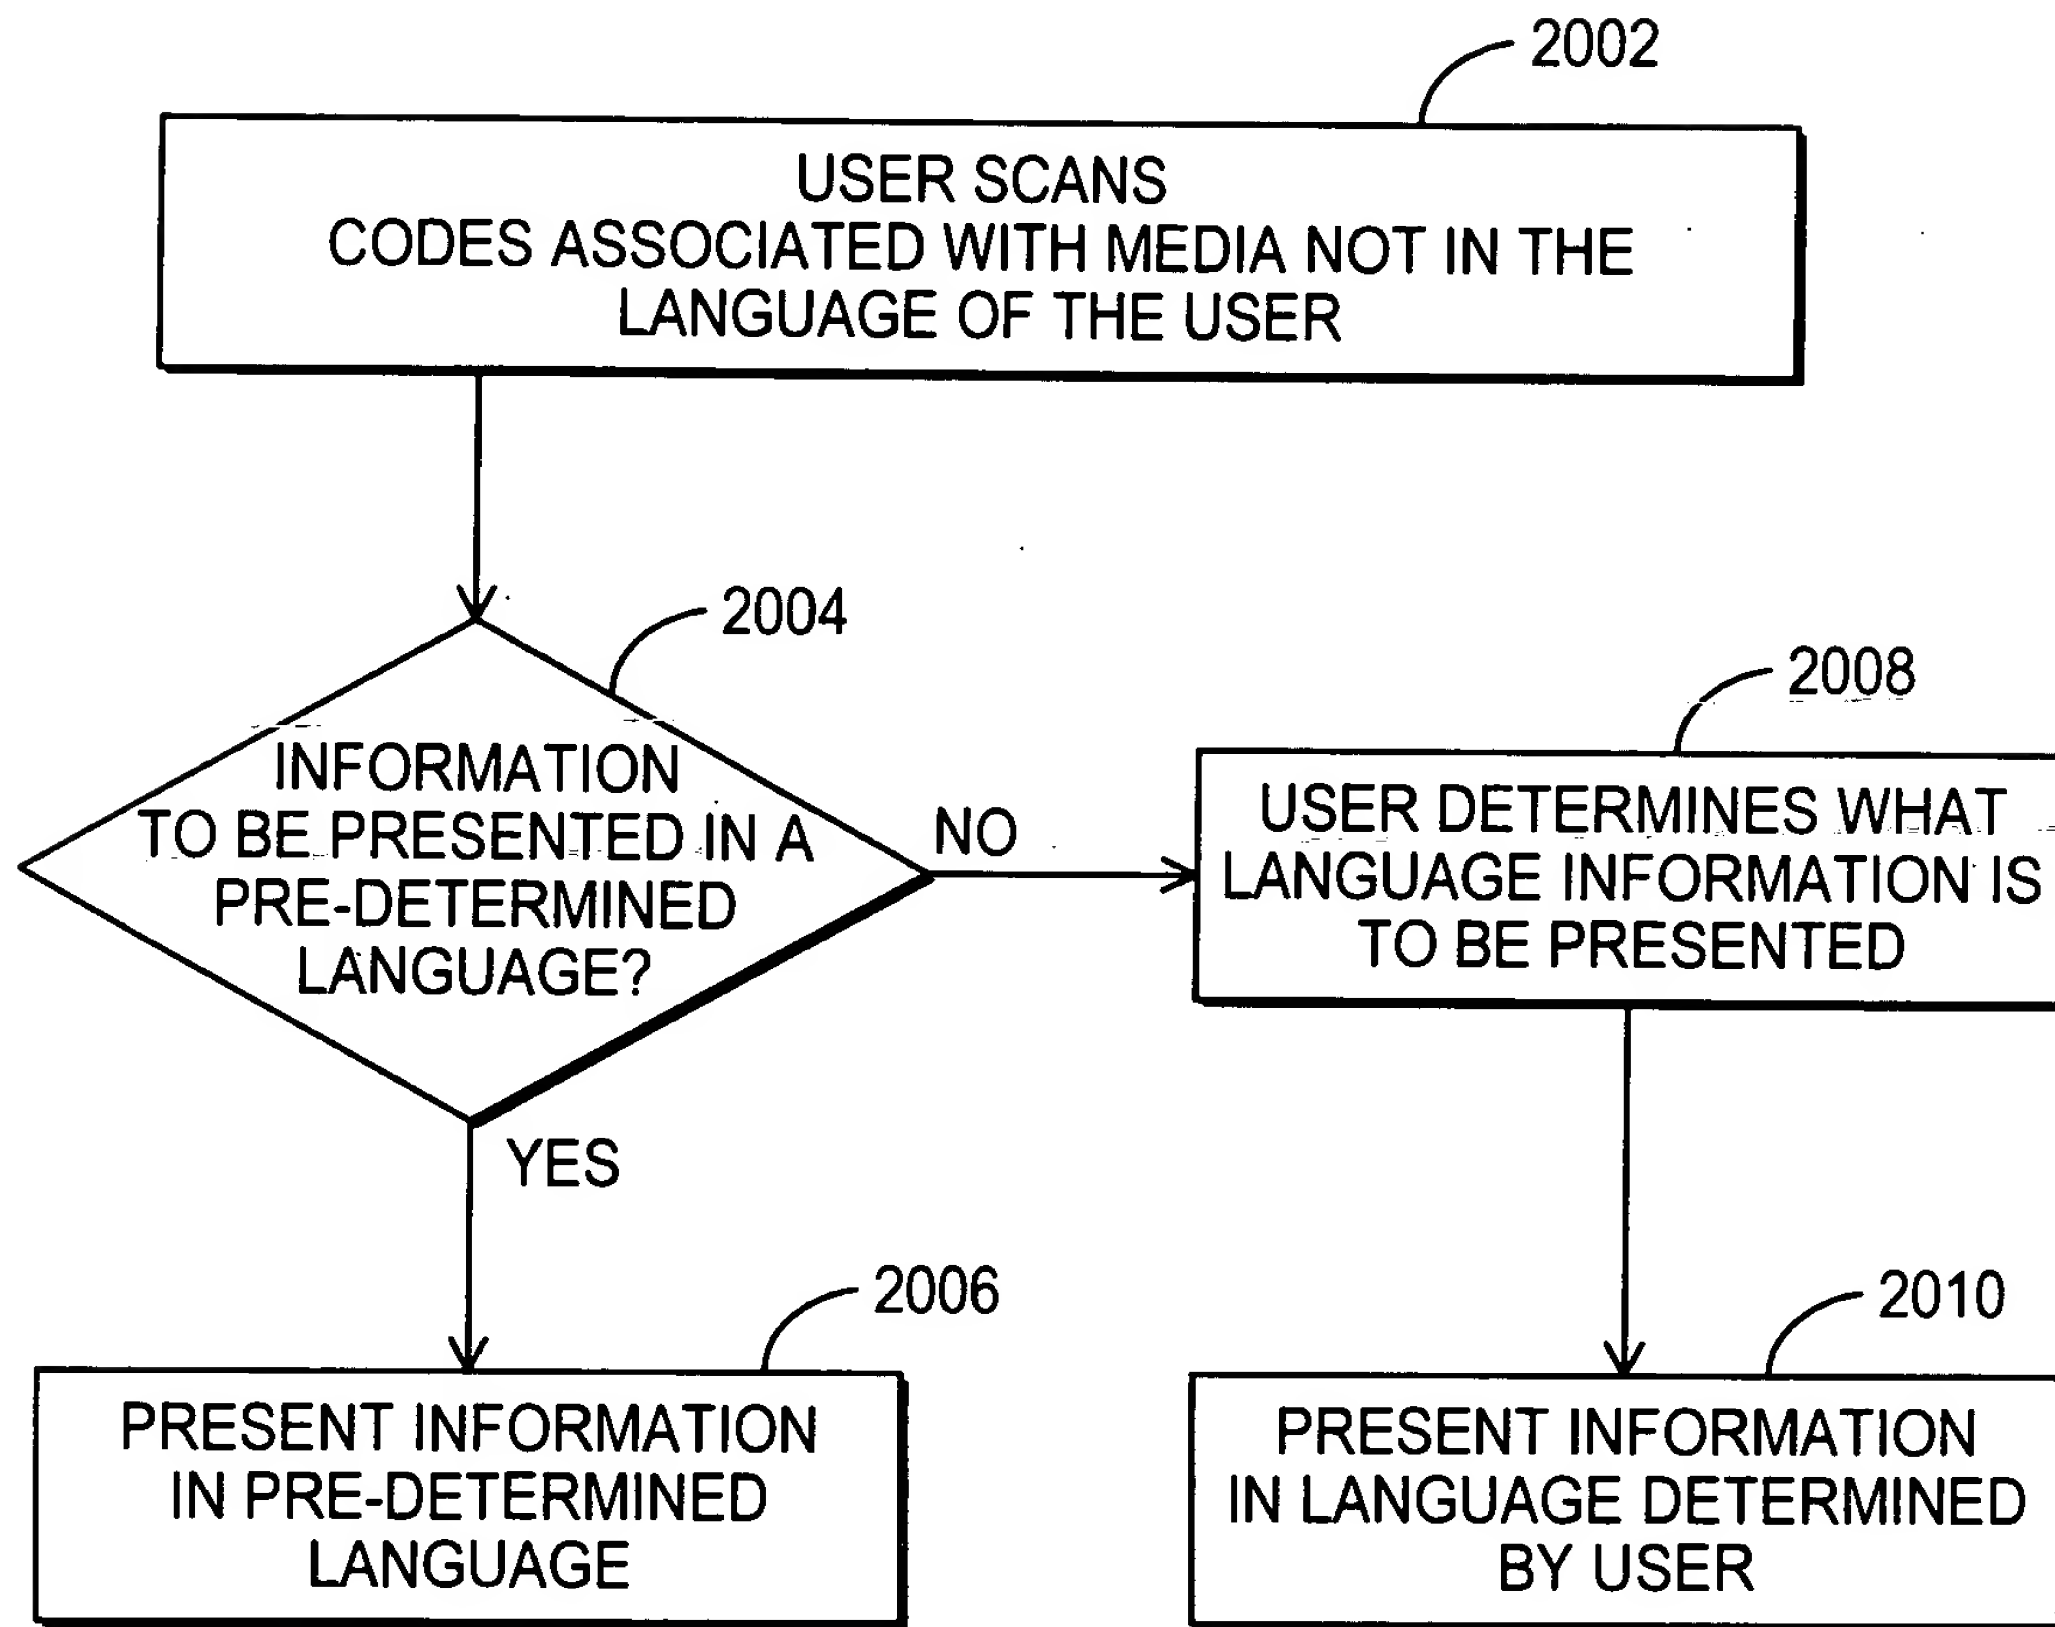 2002
USER SCANS
CODES ASSOCIATED WITH MEDIA NOT IN THE
LANGUAGE OF THE USER
2004
INFORMATION
TO BE PRESENTED IN A
PRE-DETERMINED
LANGUAGE?
NO
YES
2008
USER DETERMINES WHAT
LANGUAGE INFORMATION IS
TO BE PRESENTED
2006
PRESENT INFORMATION
IN PRE-DETERMINED
LANGUAGE
2010
PRESENT INFORMATION
IN LANGUAGE DETERMINED
BY USER